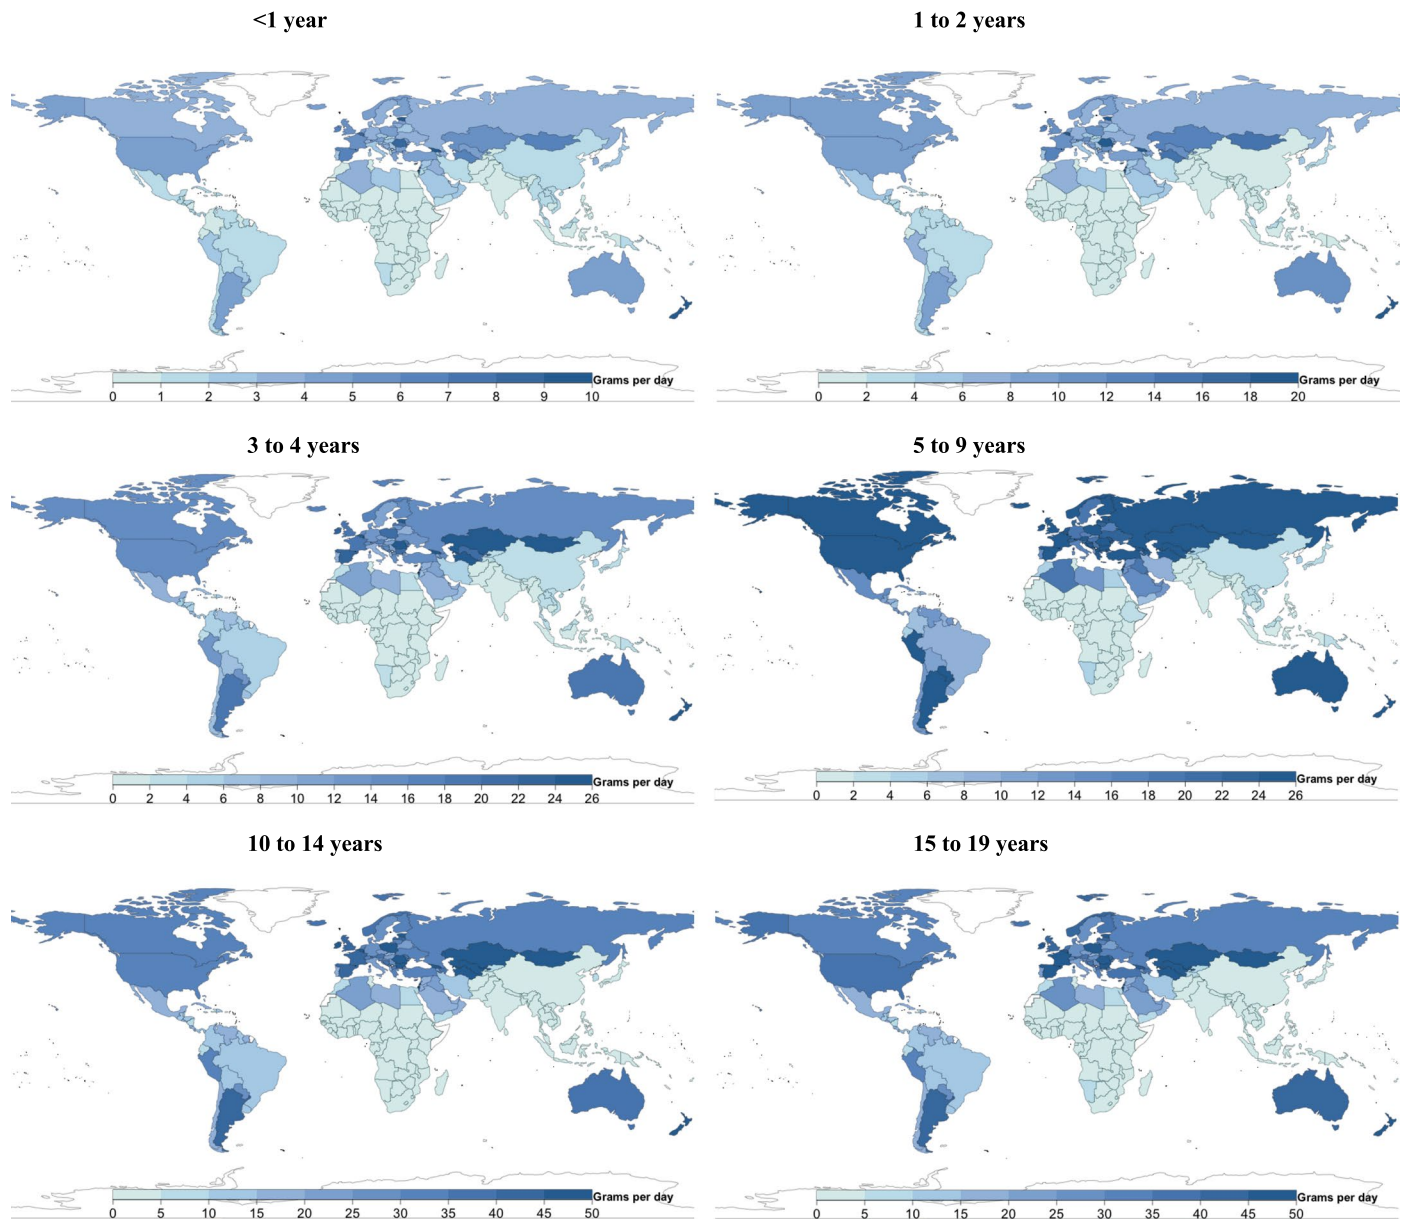 <1 year
1 to 2 years
0 1 2 3 4 5 6 7 8 9 10 Grams per day
0 2 4 6 8 10 12 14 16 18 20 Grams per day
3 to 4 years
5 to 9 years
0 2 4 6 8 10 12 14 16 18 20 22 24 26 Grams per day
0 2 4 6 8 10 12 14 16 18 20 22 24 26 Grams per day
10 to 14 years
15 to 19 years
0 5 10 15 20 25 30 35 40 45 50 Grams per day
0 5 10 15 20 25 30 35 40 45 50 Grams per day